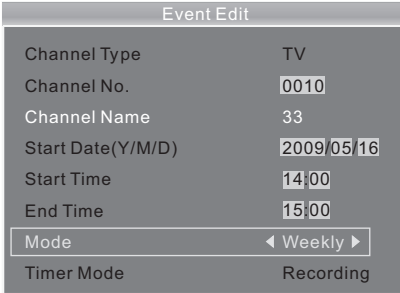 Event Edit
Channel Type TV
Channel No. 0010
Channel Name 33
Start Date(Y/M/D) 2009/05/16
Start Time 14:00
End Time 15:00
Mode Weekly
Timer Mode Recording